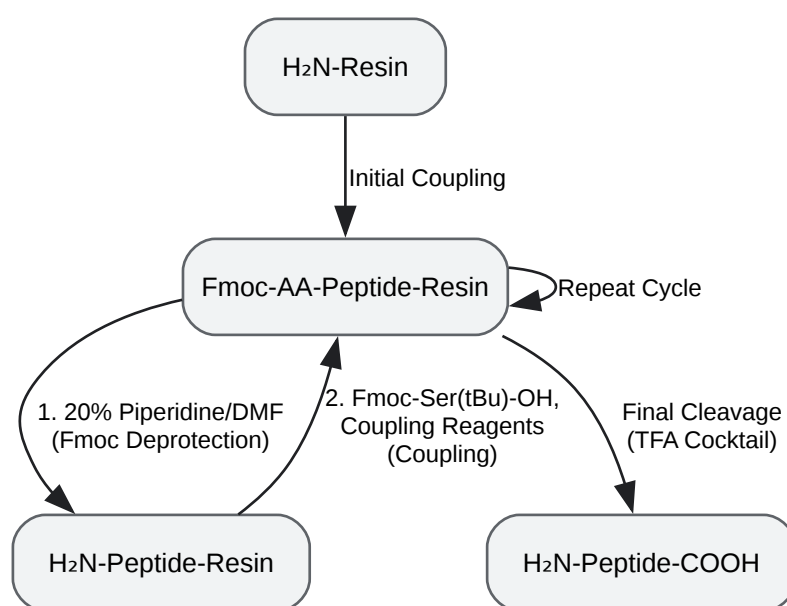 H₂N-Resin
Initial Coupling
Fmoc-AA-Peptide-Resin
Repeat Cycle
1. 20% Piperidine/DMF
(Fmoc Deprotection)
2. Fmoc-Ser(tBu)-OH,
Coupling Reagents
(Coupling)
Final Cleavage
(TFA Cocktail)
H₂N-Peptide-Resin
H₂N-Peptide-COOH